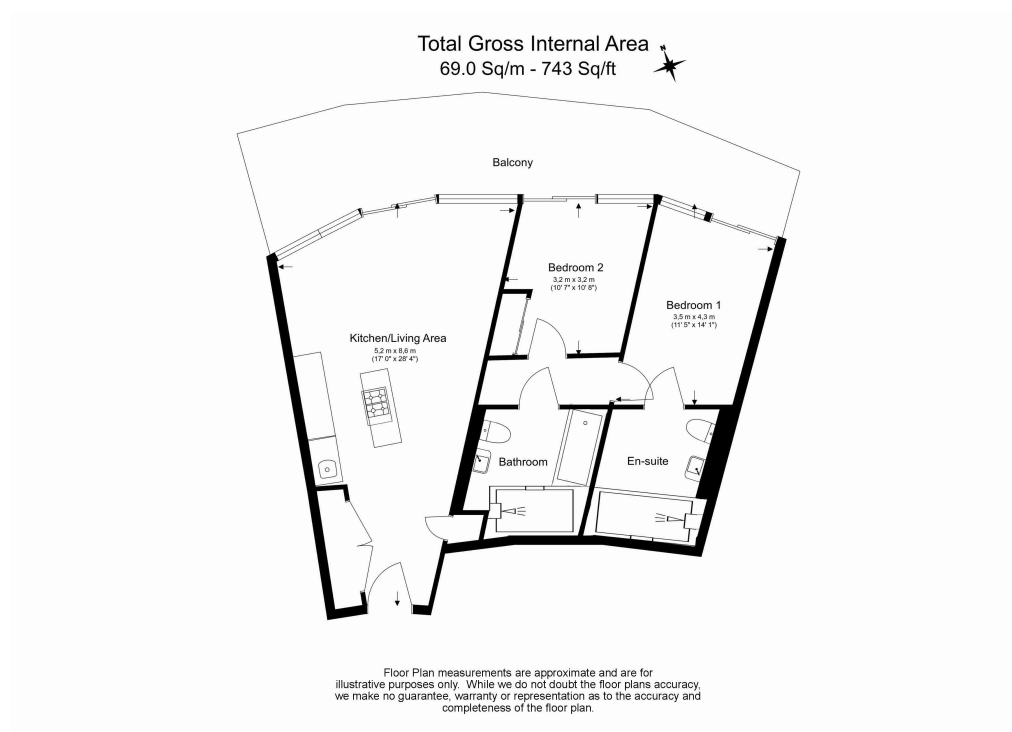 Total Gross Internal Area
69.0 Sq/m - 743 Sq/ft
N
Balcony
Bedroom 2
3,2 m x 3,2 m
(10' 7" x 10' 8")
Bedroom 1
3,5 m x 4,3 m
(11' 5" x 14' 1")
Kitchen/Living Area
5,2 m x 8,6 m
(17' 0" x 28' 4")
Bathroom
En-suite
Floor Plan measurements are approximate and are for
illustrative purposes only. While we do not doubt the floor plans accuracy,
we make no guarantee, warranty or representation as to the accuracy and
completeness of the floor plan.